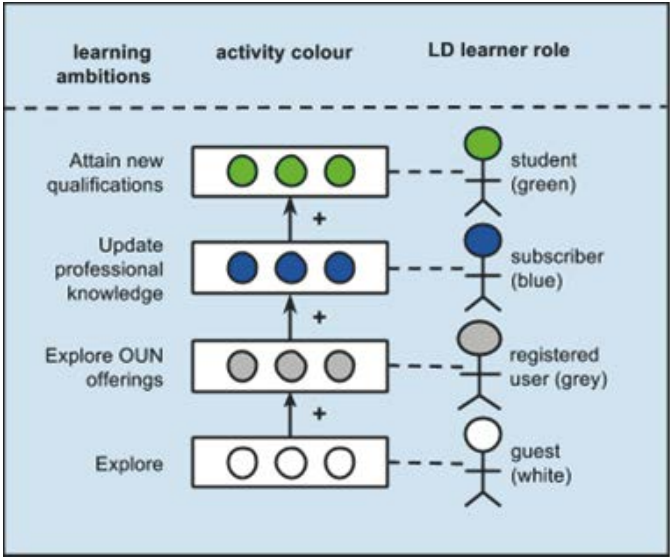 learning
ambitions
activity colour
LD learner role
Attain new
qualifications
student
(green)
+
Update
professional
knowledge
subscriber
(blue)
+
Explore OUN
offerings
registered
user (grey)
+
Explore
guest
(white)